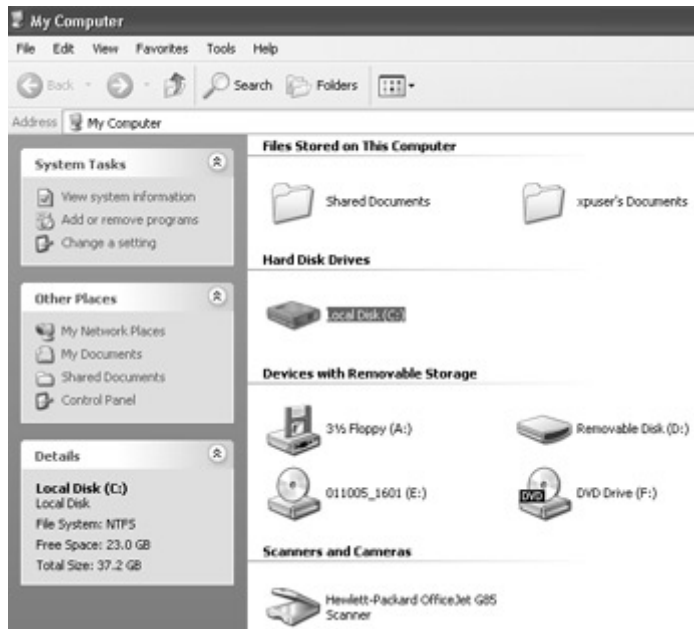 My Computer
File Edit View Favorites Tools Help
Back Search Folders
Address My Computer
System Tasks
View system information
Add or remove programs
Change a setting
Other Places
My Network Places
My Documents
Shared Documents
Control Panel
Details
Local Disk (C:)
Local Disk
File System: NTFS
Free Space: 23.0 GB
Total Size: 37.2 GB
Files Stored on This Computer
Shared Documents xpuser's Documents
Hard Disk Drives
Local Disk (C:)
Devices with Removable Storage
3½ Floppy (A:) Removable Disk (D:)
011005_1601 (E:) DVD DVD Drive (F:)
Scanners and Cameras
Hewlett-Packard OfficeJet G85
Scanner